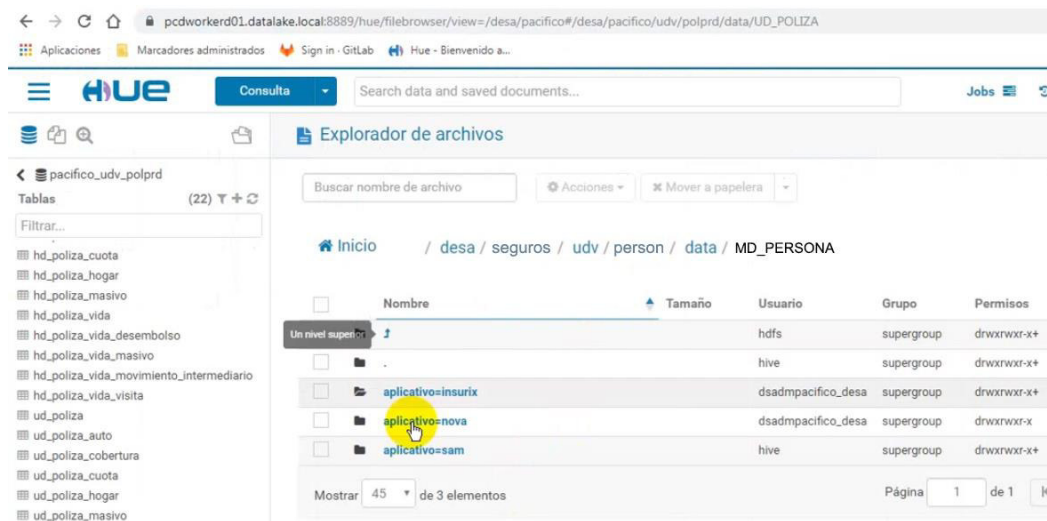 pcdworkerd01.datalake.local:8889/hue/filebrowser/view=/desa/pacifico#/desa/pacifico/udv/polprd/data/UD_POLIZA
Aplicaciones Marcadores administrados Sign in · GitLab Hue - Bienvenido a...
HUE Consulta Search data and saved documents... Jobs
Explorador de archivos
pacifico_udv_polprd
Tablas (22)
Filtrar...
hd_poliza_cuota
hd_poliza_hogar
hd_poliza_masivo
hd_poliza_vida
hd_poliza_vida_desembolso
hd_poliza_vida_masivo
hd_poliza_vida_movimiento_intermediario
hd_poliza_vida_visita
ud_poliza
ud_poliza_auto
ud_poliza_cobertura
ud_poliza_cuota
ud_poliza_hogar
ud_poliza_masivo
Buscar nombre de archivo Acciones Mover a papelera
Inicio / desa / seguros / udv / person / data / MD_PERSONA
Nombre Tamaño Usuario Grupo Permisos
Un nivel superior hdfs supergroup drwxrwxr-x+
. hive supergroup drwxrwxr-x+
aplicativo=insurix dsadmpacifico_desa supergroup drwxrwxr-x+
aplicativo=nova dsadmpacifico_desa supergroup drwxrwxr-x
aplicativo=sam hive supergroup drwxrwxr-x+
Mostrar 45 de 3 elementos Página 1 de 1